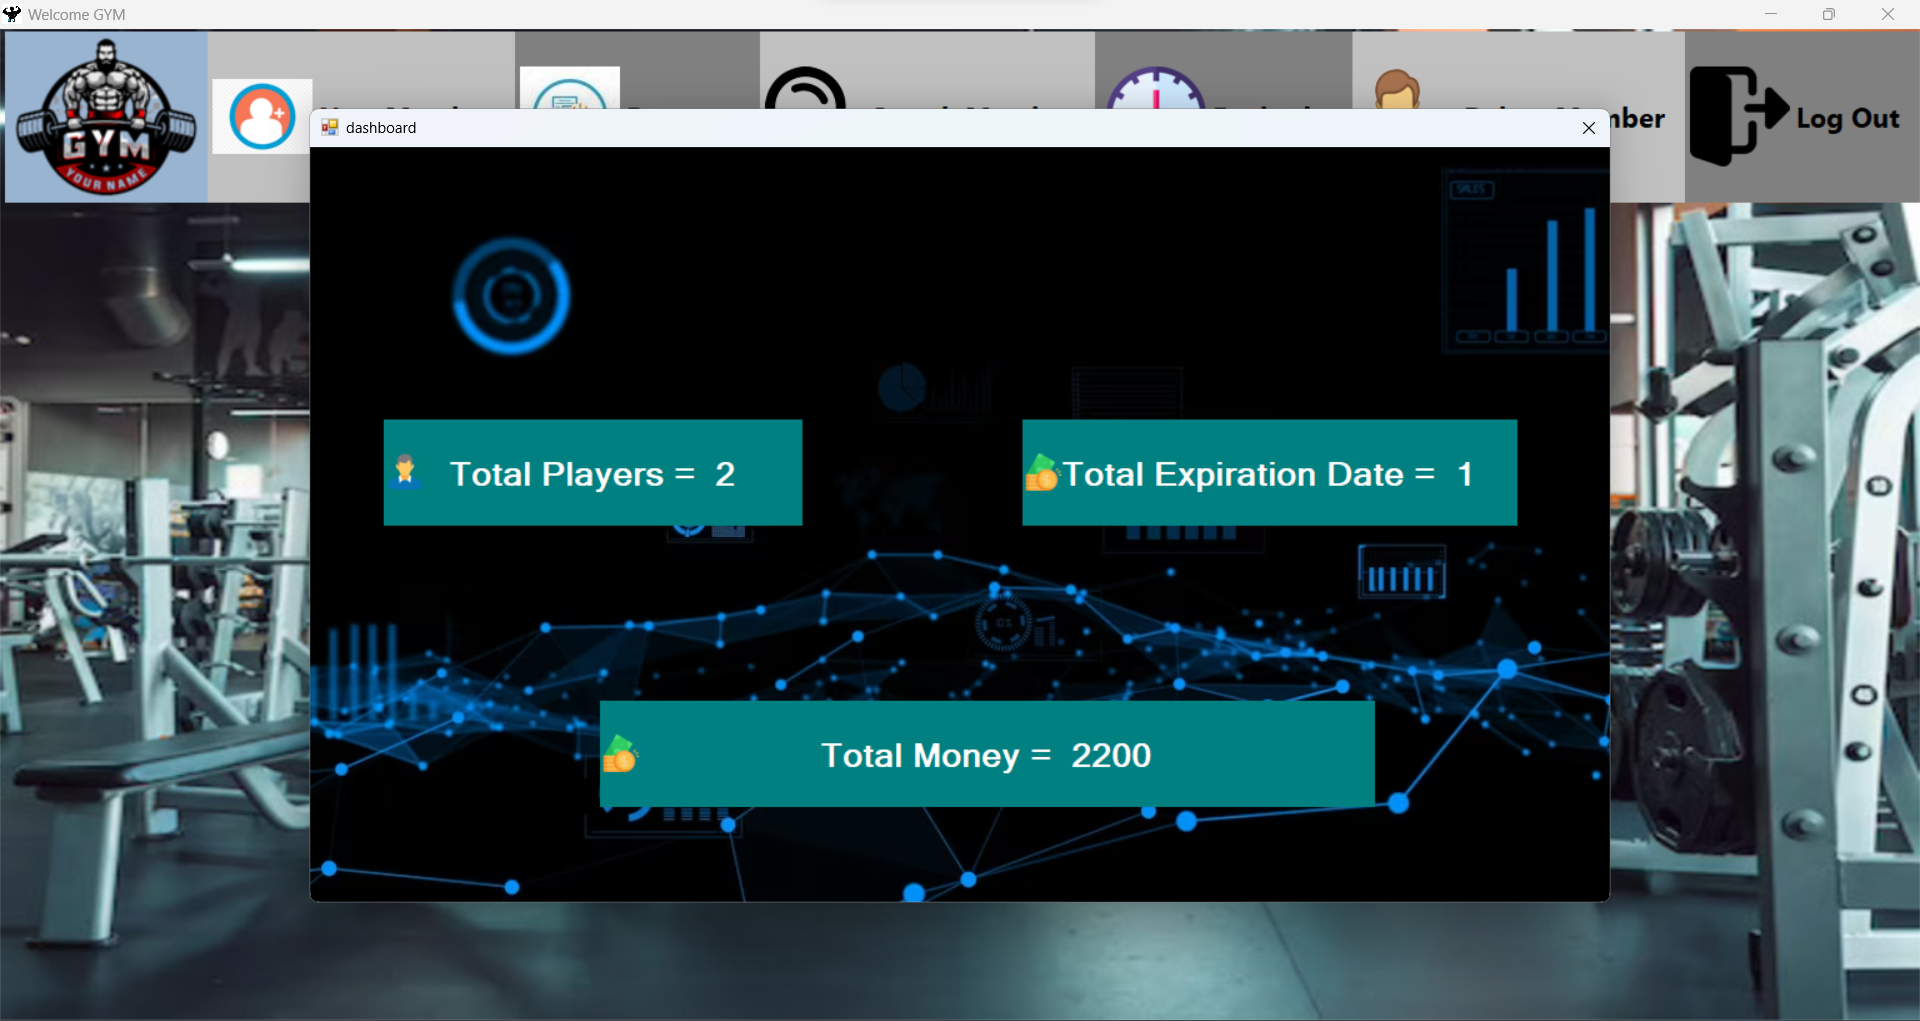 Welcome GYM
GYM
YOUR NAME
mber
Log Out
dashboard
SALES
Total Players = 2
Total Expiration Date = 1
01
Total Money = 2200